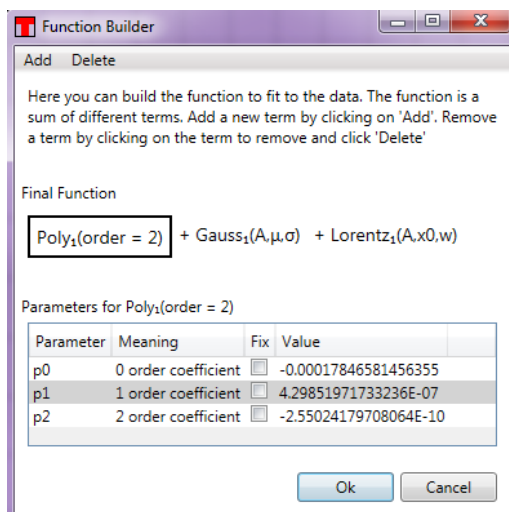 Function Builder
Add Delete
Here you can build the function to fit to the data. The function is a
sum of different terms. Add a new term by clicking on 'Add'. Remove
a term by clicking on the term to remove and click 'Delete'
Final Function
Poly₁(order = 2) + Gauss₁(A,μ,σ) + Lorentz₁(A,x0,w)
Parameters for Poly₁(order = 2)
Parameter Meaning Fix Value
p0 0 order coefficient -0.00017846581456355
p1 1 order coefficient 4.29851971733236E-07
p2 2 order coefficient -2.55024179708064E-10
Ok Cancel